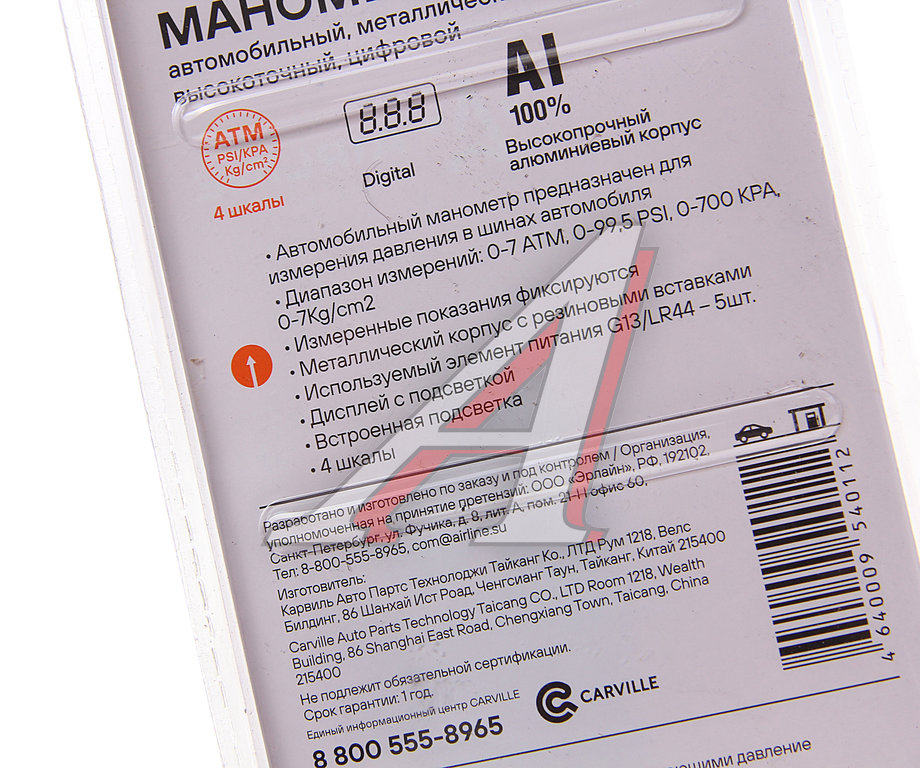 МАНОМ
автомобильный, металлическ
высокоточный, цифровой
ATM
PSI/KPA
Kg/cm²
4 шкалы
8.8.8
Digital
Al
100%
Высокопрочный
алюминиевый корпус
• Автомобильный манометр предназначен для
измерения давления в шинах автомобиля
• Диапазон измерений: 0-7 ATM, 0-99,5 PSI, 0-700 KPA,
0-7Kg/cm2
• Измеренные показания фиксируются
• Металлический корпус с резиновыми вставками
• Используемый элемент питания G13/LR44 – 5шт.
• Дисплей с подсветкой
• Встроенная подсветка
• 4 шкалы
Разработано и изготовлено по заказу и под контролем / Организация,
уполномоченная на принятие претензий: ООО «Эрлайн», РФ, 192102,
Санкт-Петербург, ул. Фучика, д. 8, лит. А, пом. 21-Н офис 60.
Тел: 8-800-555-8965, com@airline.su
Изготовитель:
Карвиль Авто Партс Технолоджи Тайканг Ко., ЛТД Рум 1218, Велс
Билдинг, 86 Шанхай Ист Роад, Ченгсианг Таун, Тайканг, Китай 215400
Carville Auto Parts Technology Taicang CO., LTD Room 1218, Wealth
Building, 86 Shanghai East Road, Chengxiang Town, Taicang, China
215400
Не подлежит обязательной сертификации.
Срок гарантии: 1 год.
Единый информационный центр CARVILLE
8 800 555-8965
CARVILLE
4 640009 540112
ющими давление